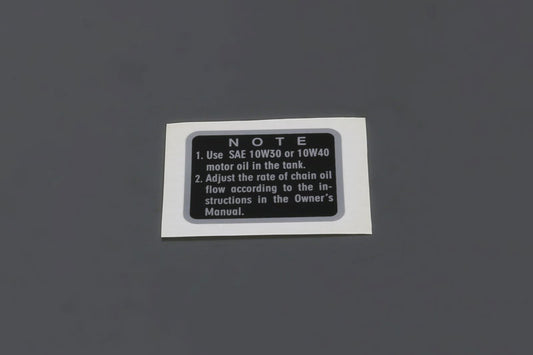 NOTE
1. Use SAE 10W30 or 10W40
motor oil in the tank.
2. Adjust the rate of chain oil
flow according to the in-
structions in the Owner's
Manual.